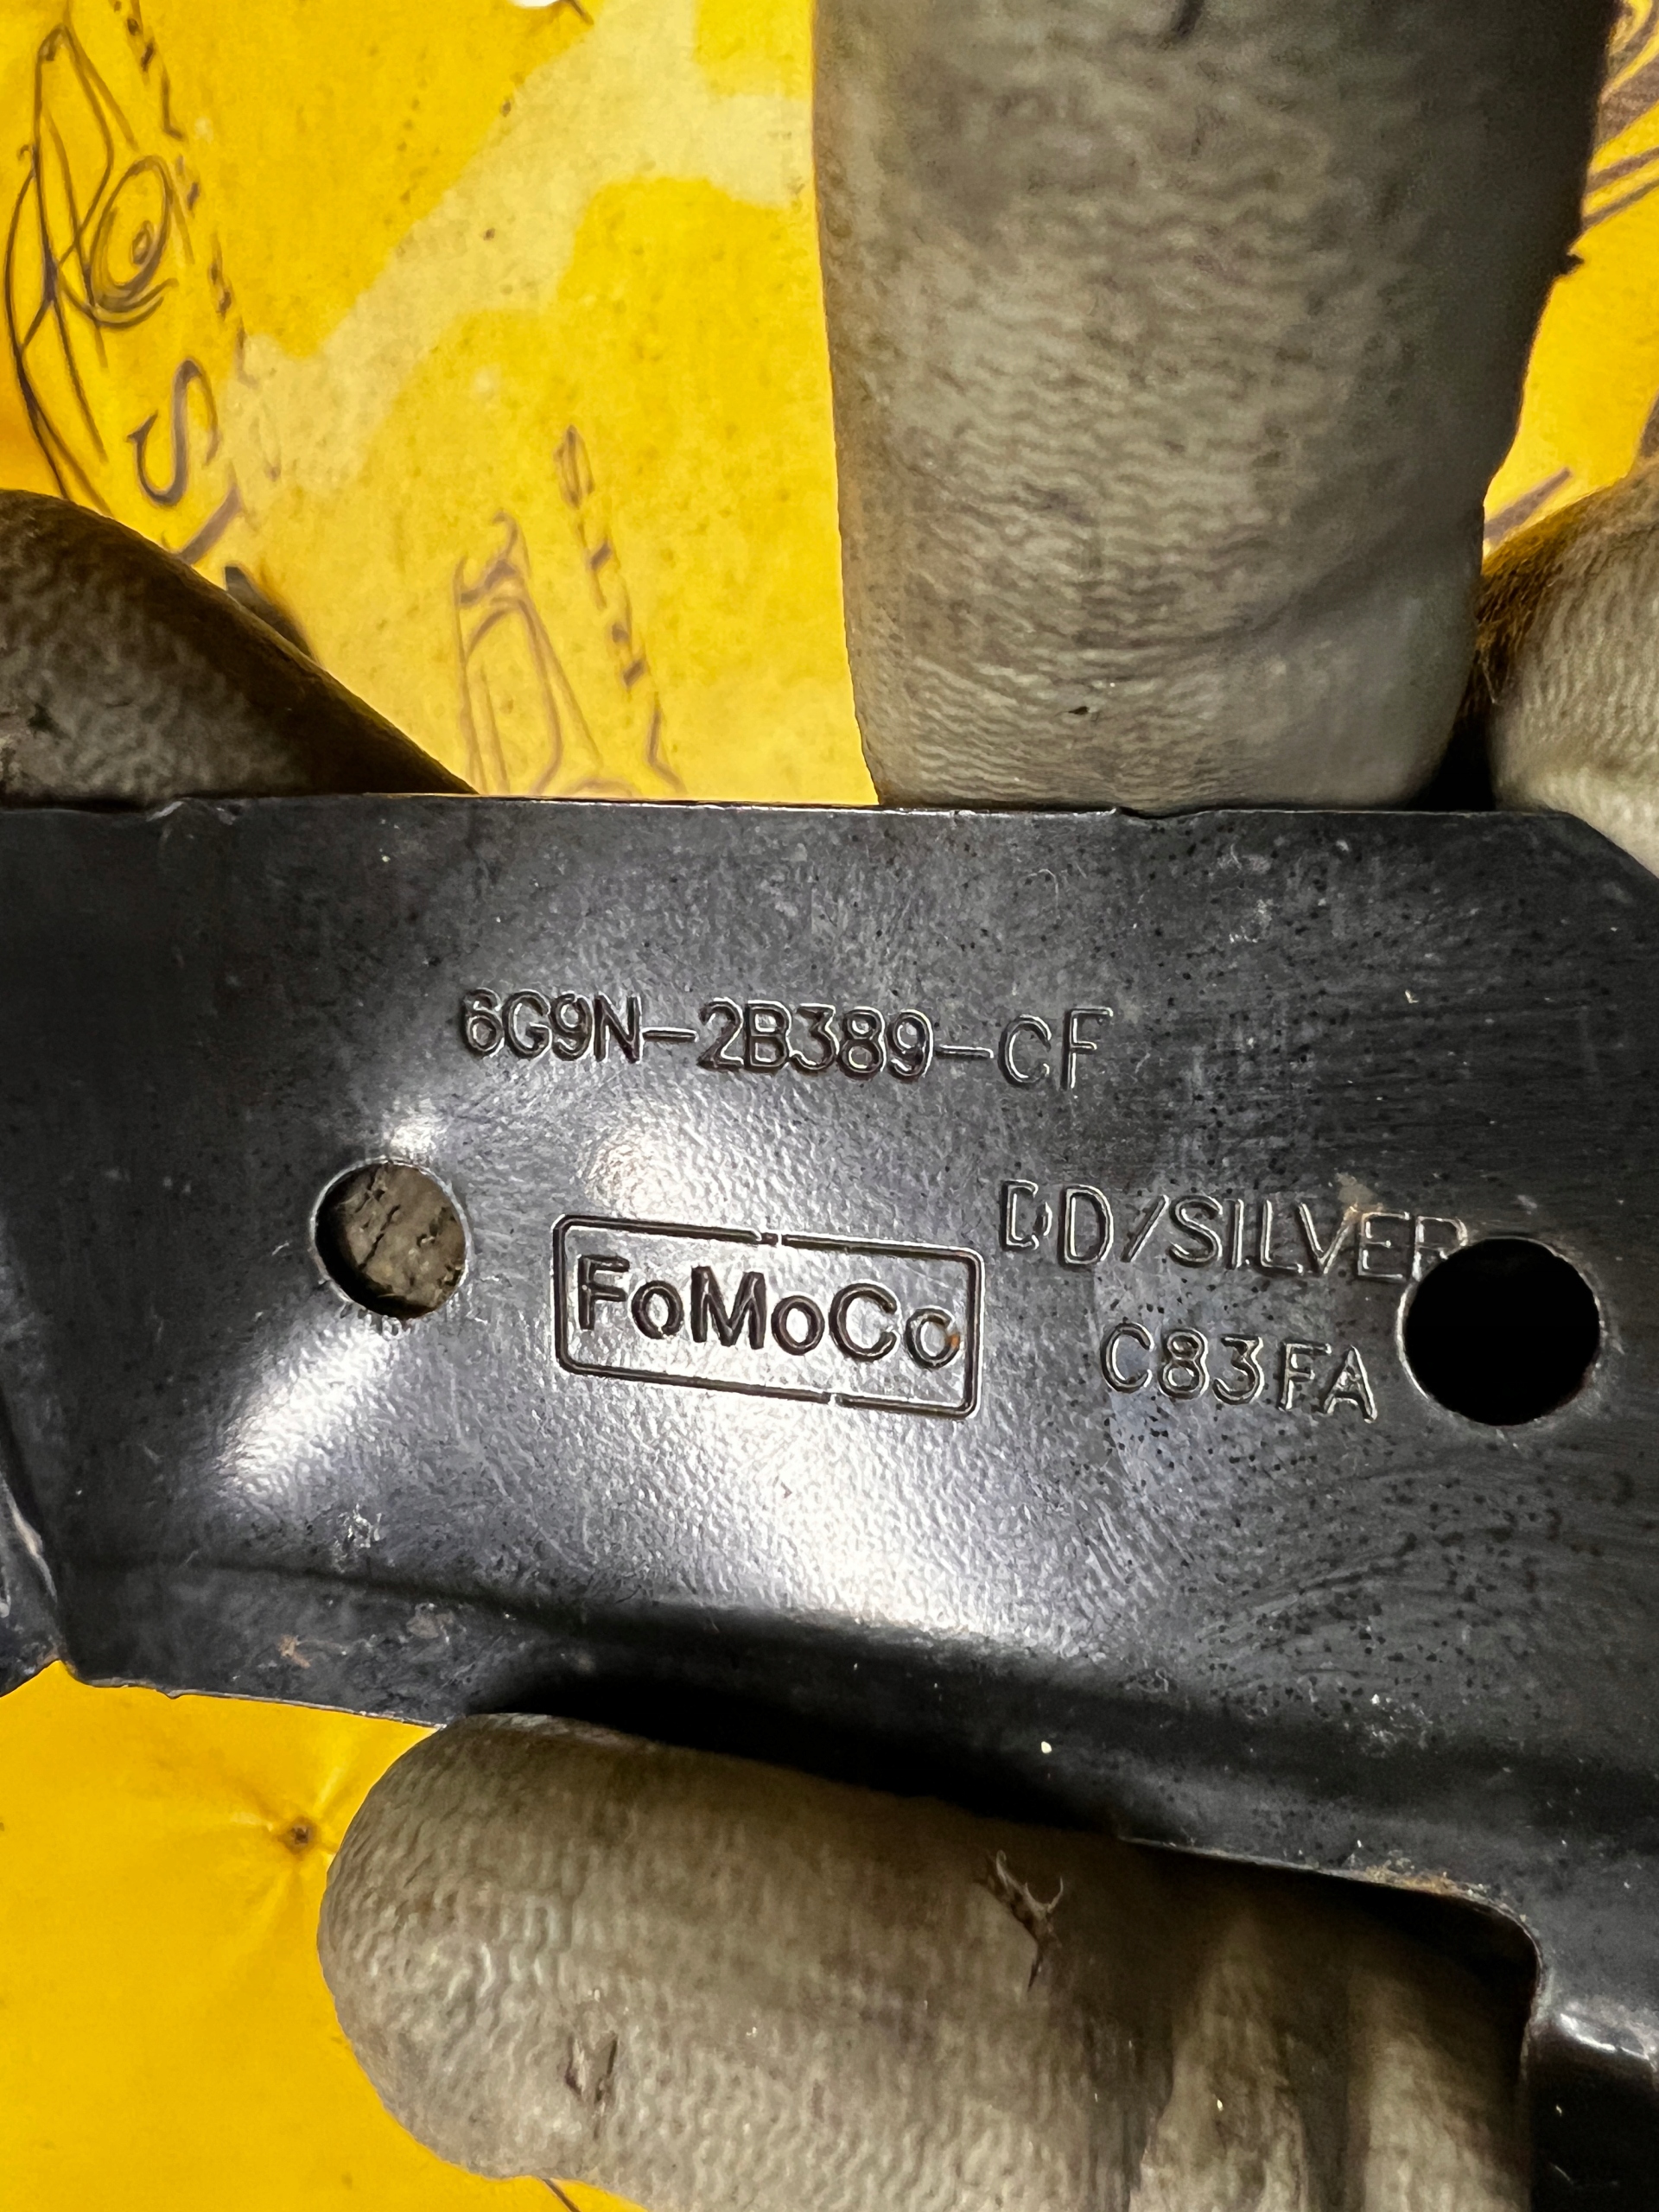 6G9N-2B389-CF
DD/SILVER
FoMoCo
C83FA